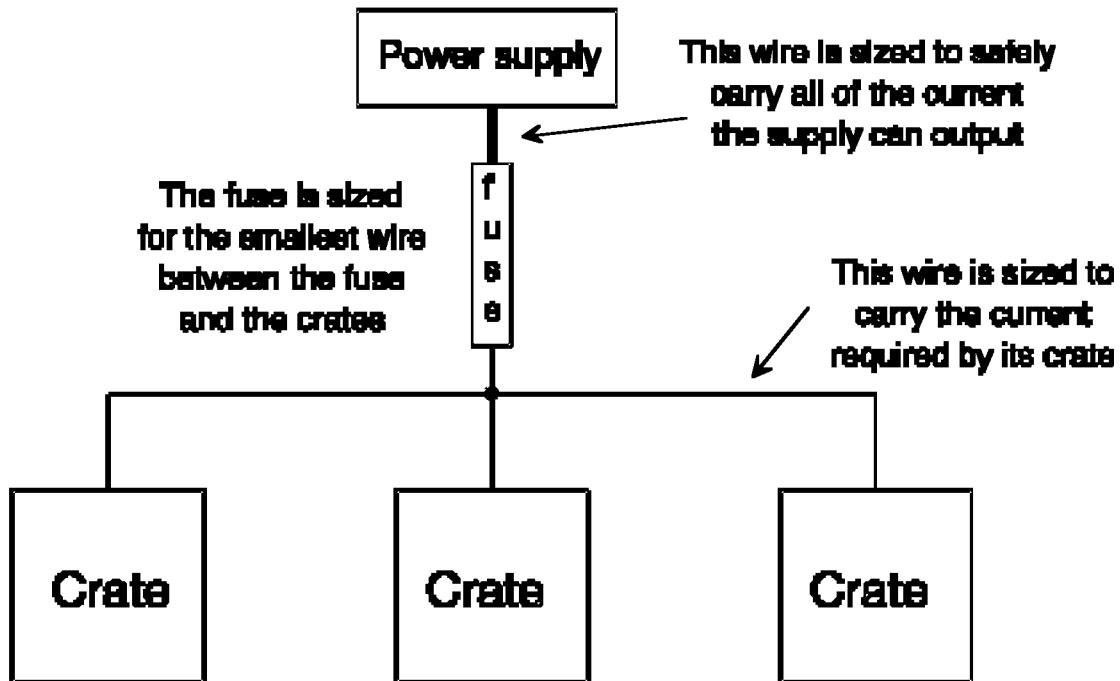 Power supply
This wire is sized to safely
carry all of the current
the supply can output
fuse
The fuse is sized
for the smallest wire
between the fuse
and the crates
This wire is sized to
carry the current
required by its crate
Crate
Crate
Crate